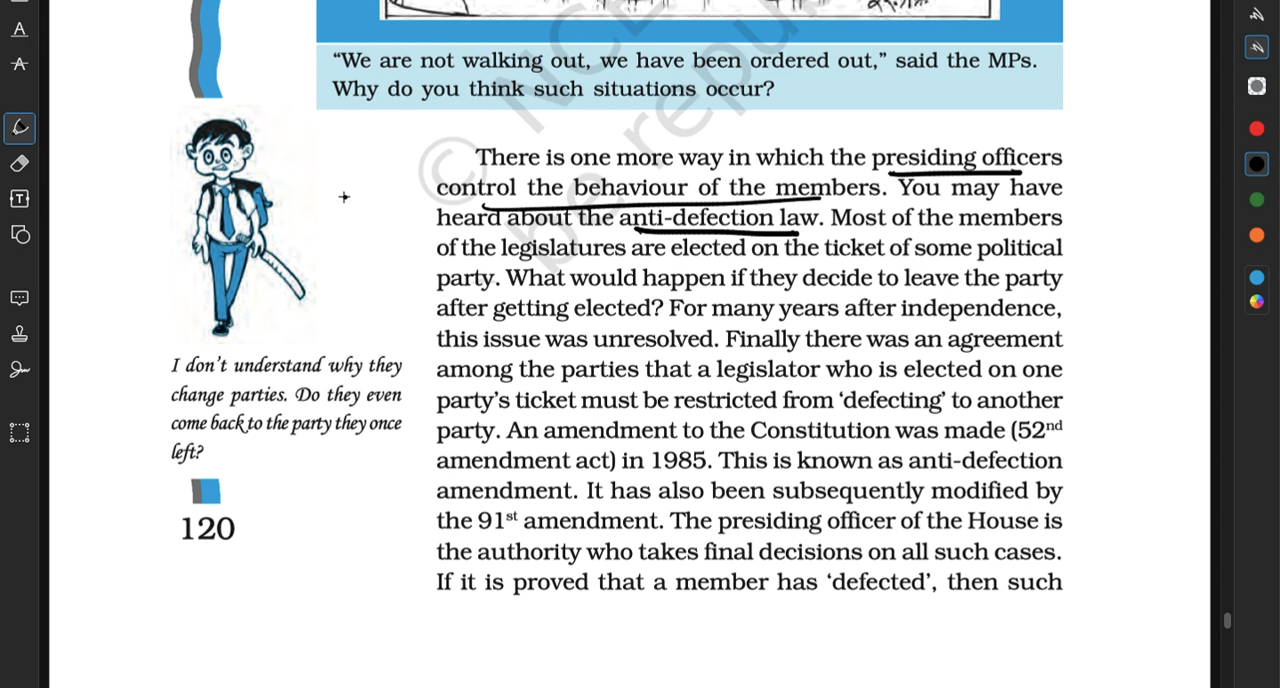 “We are not walking out, we have been ordered out,” said the MPs.
Why do you think such situations occur?
There is one more way in which the presiding officers
control the behaviour of the members. You may have
heard about the anti-defection law. Most of the members
of the legislatures are elected on the ticket of some political
party. What would happen if they decide to leave the party
after getting elected? For many years after independence,
this issue was unresolved. Finally there was an agreement
among the parties that a legislator who is elected on one
party’s ticket must be restricted from ‘defecting’ to another
party. An amendment to the Constitution was made (52nd
amendment act) in 1985. This is known as anti-defection
amendment. It has also been subsequently modified by
the 91st amendment. The presiding officer of the House is
the authority who takes final decisions on all such cases.
If it is proved that a member has ‘defected’, then such
I don’t understand why they
change parties. Do they even
come back to the party they once
left?
120